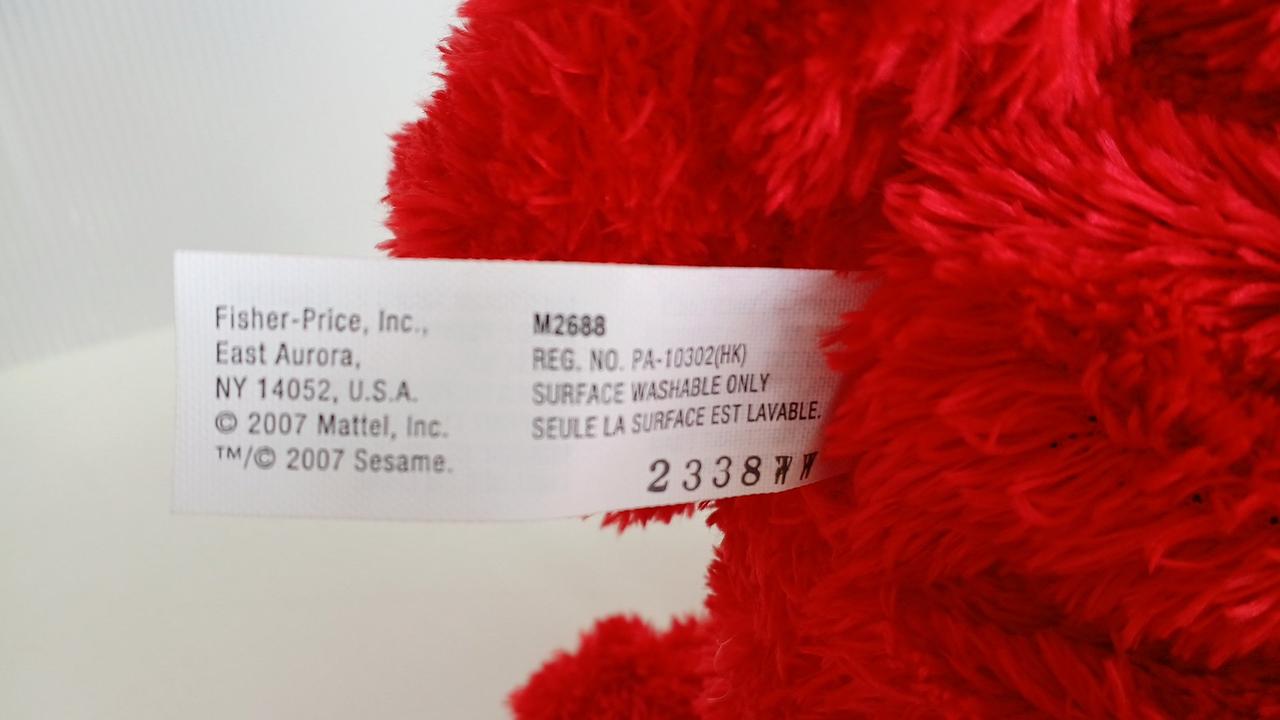 Fisher-Price, Inc.,
East Aurora,
NY 14052, U.S.A.
© 2007 Mattel, Inc.
™/© 2007 Sesame.
M2688
REG. NO. PA-10302(HK)
SURFACE WASHABLE ONLY
SEULE LA SURFACE EST LAVABLE.